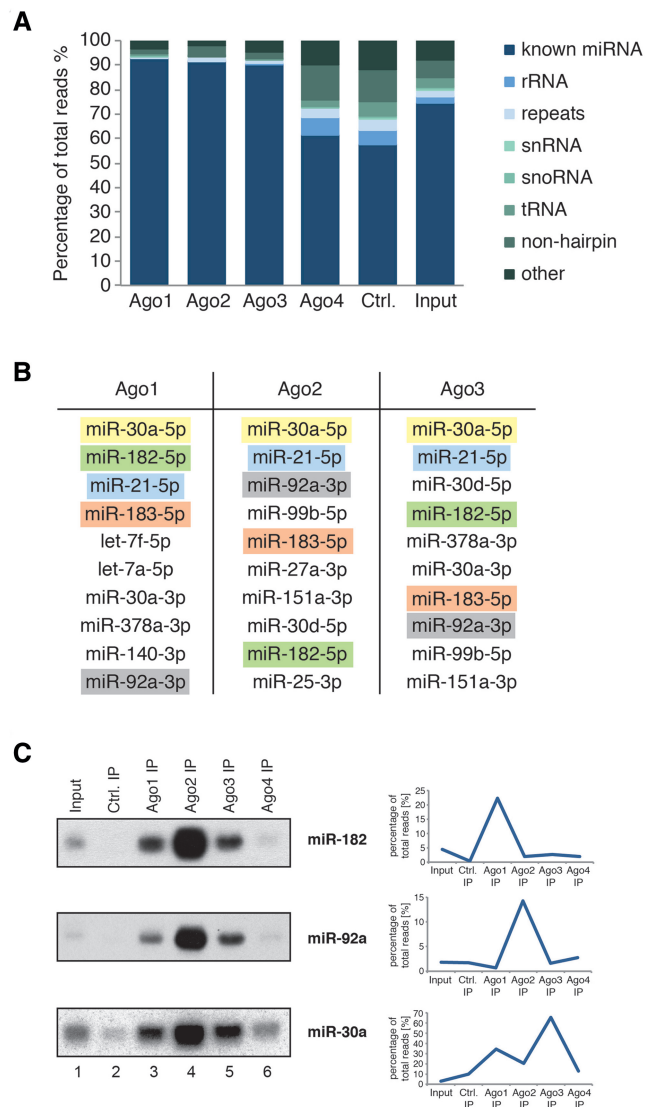 A
Percentage of total reads %
100
90
80
70
60
50
40
30
20
10
0
Ago1 Ago2 Ago3 Ago4 Ctrl. Input
known miRNA
rRNA
repeats
snRNA
snoRNA
tRNA
non-hairpin
other
B
Ago1 Ago2 Ago3
miR-30a-5p miR-30a-5p miR-30a-5p
miR-182-5p miR-21-5p miR-21-5p
miR-21-5p miR-92a-3p miR-30d-5p
miR-183-5p miR-99b-5p miR-182-5p
let-7f-5p miR-183-5p miR-378a-3p
let-7a-5p miR-27a-3p miR-30a-3p
miR-30a-3p miR-151a-3p miR-183-5p
miR-378a-3p miR-30d-5p miR-92a-3p
miR-140-3p miR-182-5p miR-99b-5p
miR-92a-3p miR-25-3p miR-151a-3p
C
Input Ctrl. IP Ago1 IP Ago2 IP Ago3 IP Ago4 IP
miR-182
miR-92a
miR-30a
1 2 3 4 5 6
percentage of
total reads [%]
25
20
15
10
5
0
Input Ctrl. Ago1 Ago2 Ago3 Ago4
IP IP IP IP IP
percentage of
total reads [%]
15
10
5
0
Input Ctrl. Ago1 Ago2 Ago3 Ago4
IP IP IP IP IP
percentage of
total reads [%]
70
60
50
40
30
20
10
0
Input Ctrl. Ago1 Ago2 Ago3 Ago4
IP IP IP IP IP